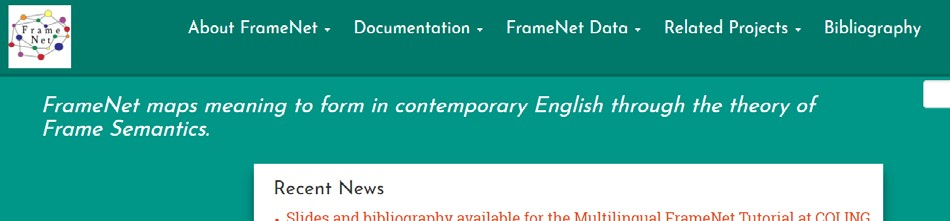 Frame
Net
About FrameNet
Documentation
FrameNet Data
Related Projects
Bibliography
FrameNet maps meaning to form in contemporary English through the theory of
Frame Semantics.
Recent News
Slides and bibliography available for the Multilingual FrameNet Tutorial at COLING